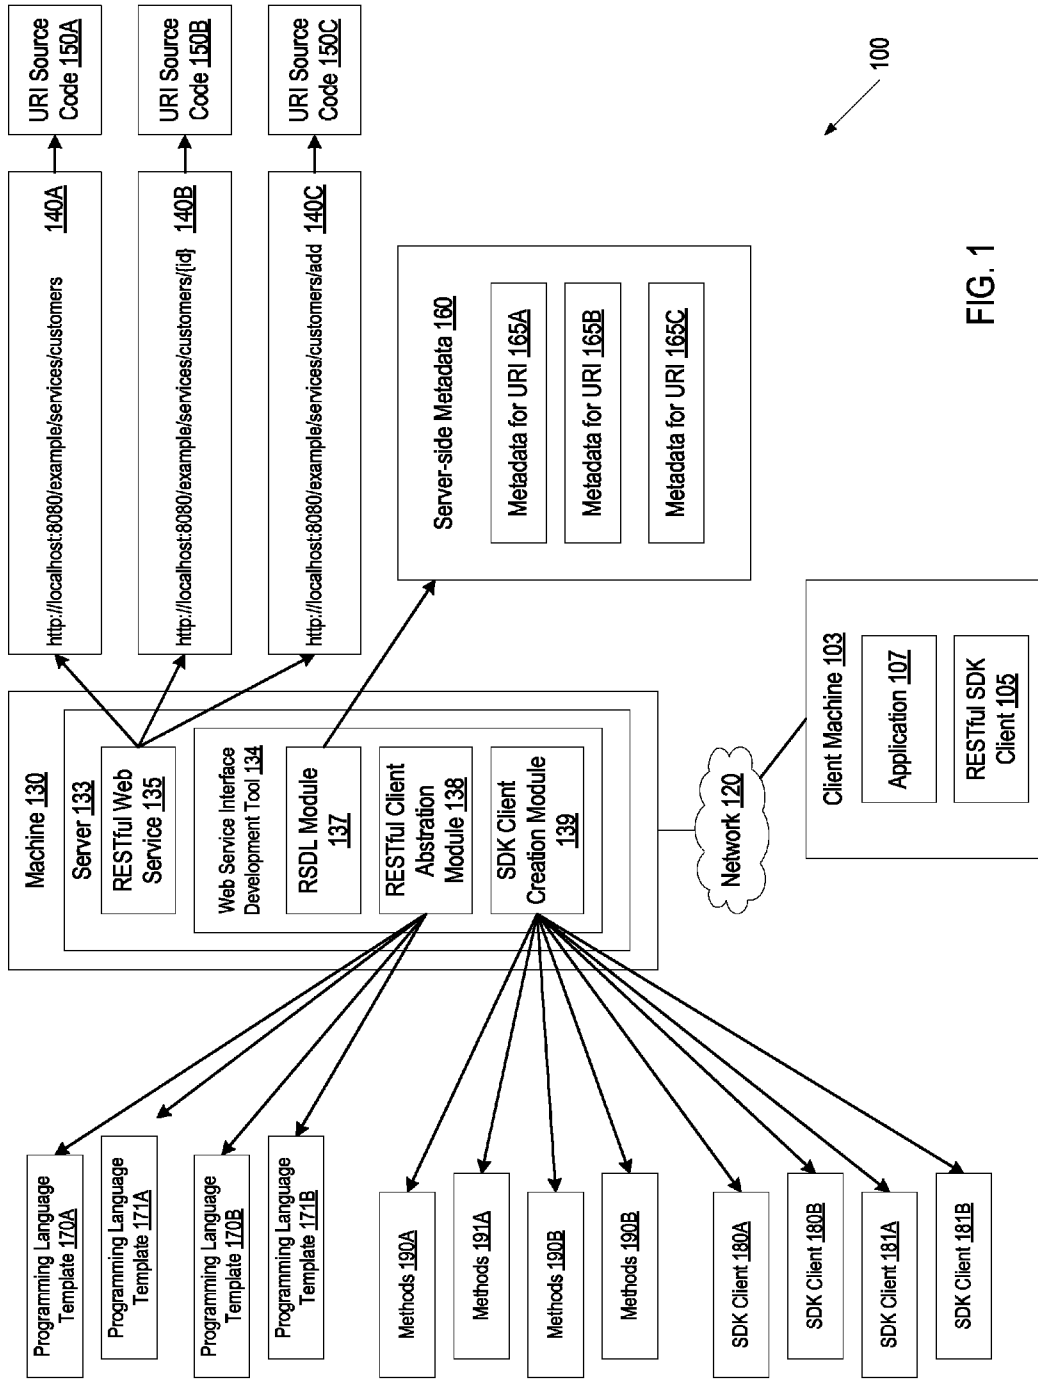 Programming Language
Template 170A
Programming Language
Template 171A
Programming Language
Template 170B
Programming Language
Template 171B
Methods 190A
Methods 191A
Methods 190B
Methods 190B
SDK Client 180A
SDK Client 180B
SDK Client 181A
SDK Client 181B
Machine 130
Server 133
RESTful Web
Service 135
Web Service Interface
Development Tool 134
RSDL Module
137
RESTful Client
Abstration
Module 138
SDK Client
Creation Module
139
Network 120
http://localhost:8080/example/services/customers
140A
http://localhost:8080/example/services/customers/{id}
140B
http://localhost:8080/example/services/customers/add
140C
URI Source
Code 150A
URI Source
Code 150B
URI Source
Code 150C
Server-side Metadata 160
Metadata for URI 165A
Metadata for URI 165B
Metadata for URI 165C
Client Machine 103
Application 107
RESTful SDK
Client 105
100
FIG. 1